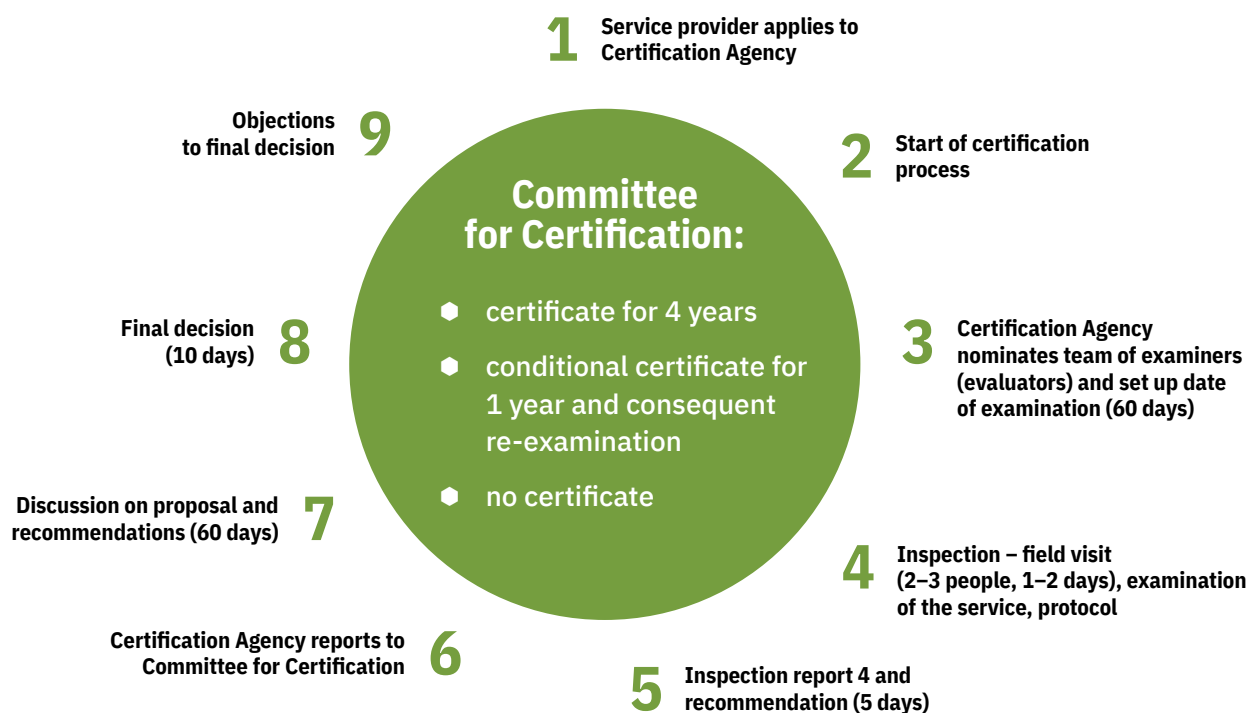 1
Service provider applies to
Certification Agency
2
Start of certification
process
3
Certification Agency
nominates team of examiners
(evaluators) and set up date
of examination (60 days)
4
Inspection – field visit
(2–3 people, 1–2 days), examination
of the service, protocol
5
Inspection report 4 and
recommendation (5 days)
6
Certification Agency reports to
Committee for Certification
7
Discussion on proposal and
recommendations (60 days)
8
Final decision
(10 days)
9
Objections
to final decision
Committee
for Certification:
certificate for 4 years
conditional certificate for
1 year and consequent
re-examination
no certificate